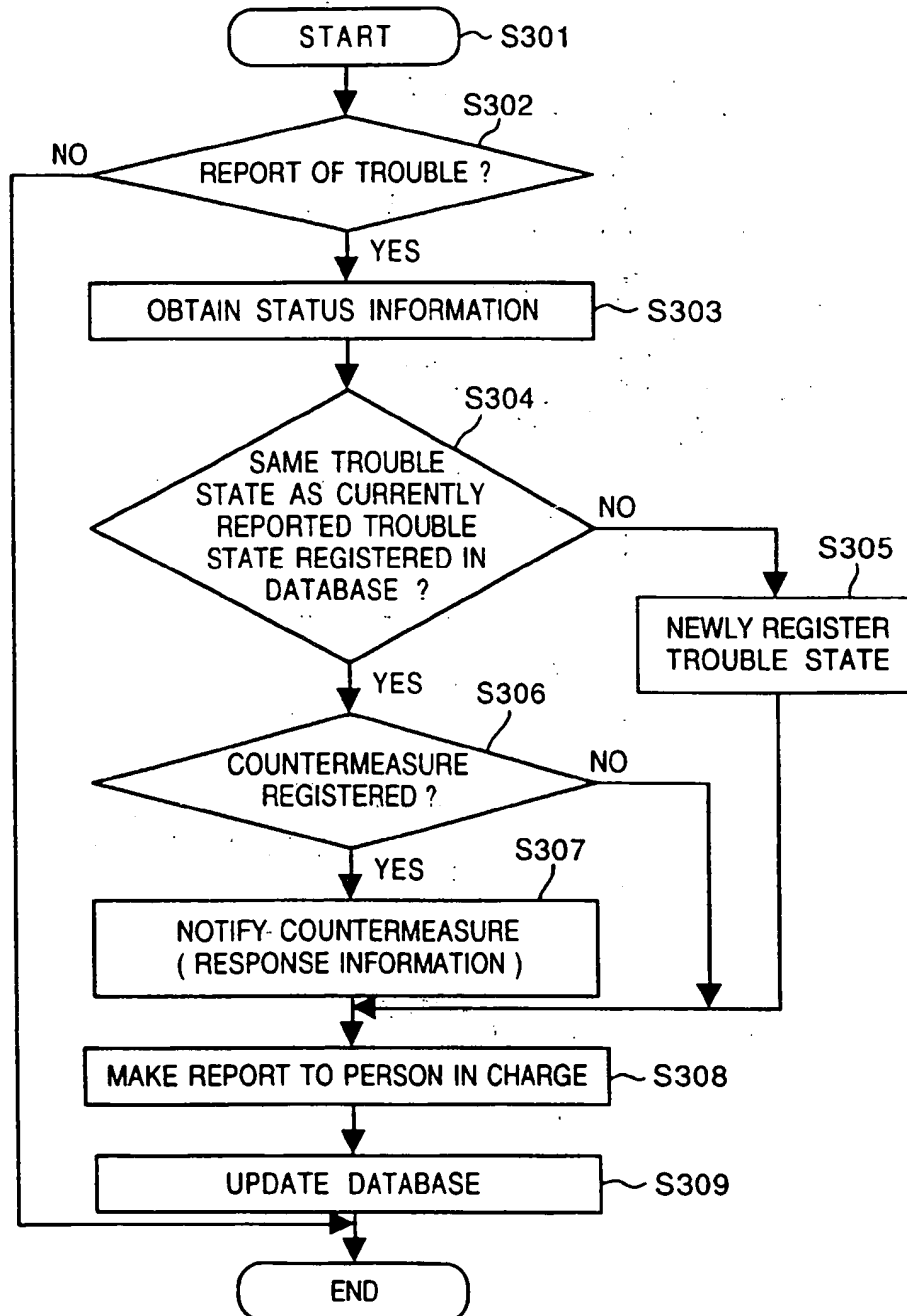 START
S301
S302
NO
REPORT OF TROUBLE ?
YES
OBTAIN STATUS INFORMATION
S303
S304
SAME TROUBLE
STATE AS CURRENTLY
REPORTED TROUBLE
STATE REGISTERED IN
DATABASE ?
NO
S305
NEWLY REGISTER
TROUBLE STATE
YES
S306
COUNTERMEASURE
REGISTERED ?
NO
YES
S307
NOTIFY COUNTERMEASURE
( RESPONSE INFORMATION )
MAKE REPORT TO PERSON IN CHARGE
S308
UPDATE DATABASE
S309
END